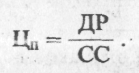 Цп = ДР / СС .